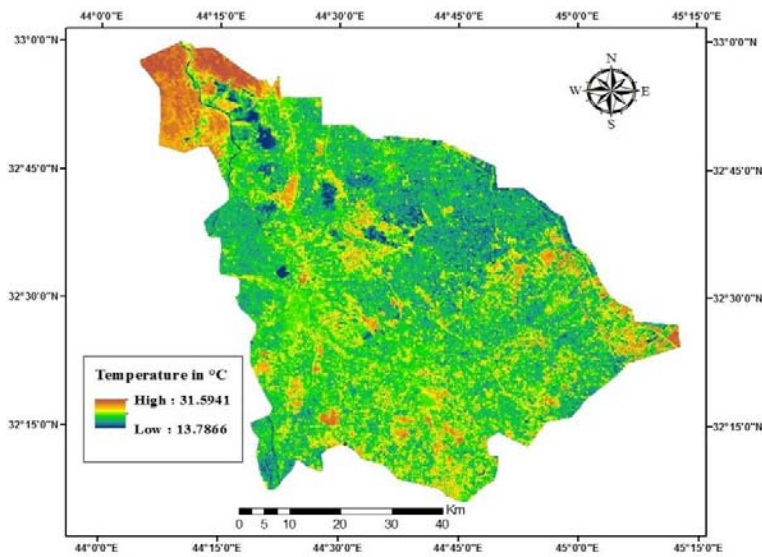 44°0'0"E 44°15'0"E 44°30'0"E 44°45'0"E 45°0'0"E 45°15'0"E
33°0'0"N 33°0'0"N
N
W E
S
32°45'0"N 32°45'0"N
32°30'0"N 32°30'0"N
Temperature in °C
High : 31.5941
Low : 13.7866
32°15'0"N 32°15'0"N
Km
0 5 10 20 30 40
44°0'0"E 44°15'0"E 44°30'0"E 44°45'0"E 45°0'0"E 45°15'0"E